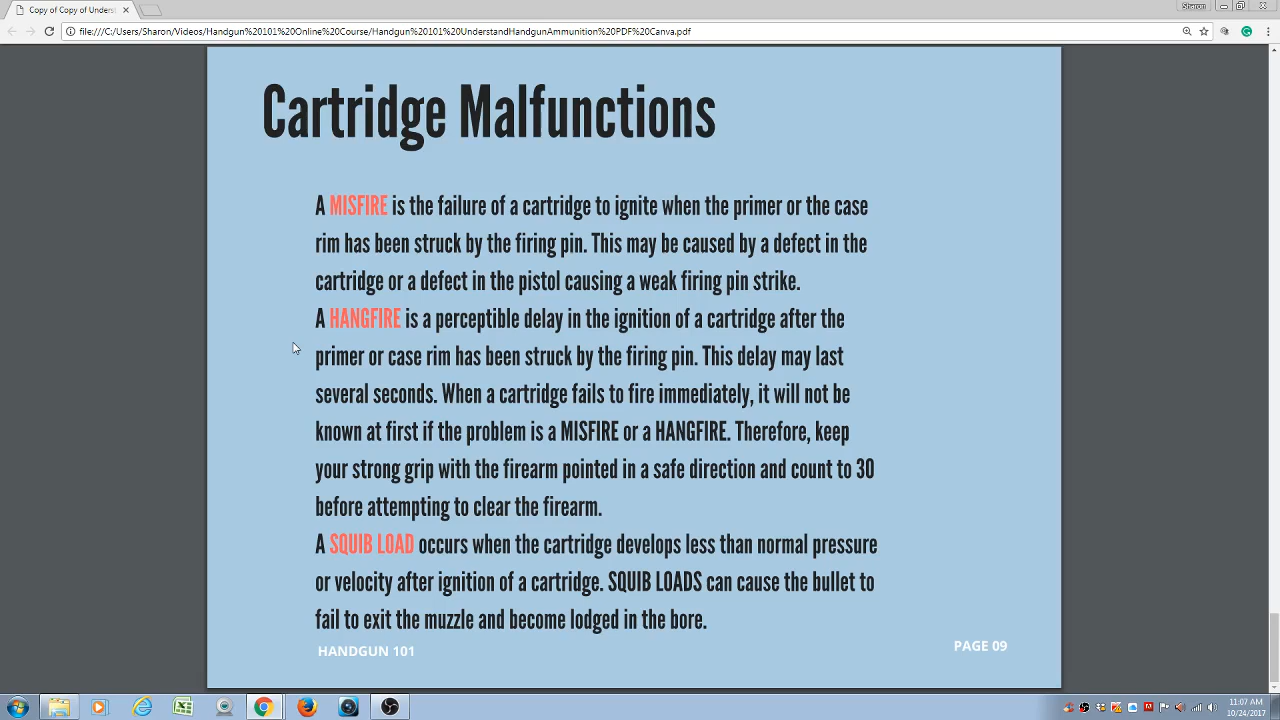 Copy of Copy of Unders
Sharon
file:///C:/Users/Sharon/Videos/Handgun%20101%20Online%20Course/Handgun%20101%20UnderstandHandgunAmmunition%20PDF%20Canva.pdf
Cartridge Malfunctions
A MISFIRE is the failure of a cartridge to ignite when the primer or the case
rim has been struck by the firing pin. This may be caused by a defect in the
cartridge or a defect in the pistol causing a weak firing pin strike.
A HANGFIRE is a perceptible delay in the ignition of a cartridge after the
primer or case rim has been struck by the firing pin. This delay may last
several seconds. When a cartridge fails to fire immediately, it will not be
known at first if the problem is a MISFIRE or a HANGFIRE. Therefore, keep
your strong grip with the firearm pointed in a safe direction and count to 30
before attempting to clear the firearm.
A SQUIB LOAD occurs when the cartridge develops less than normal pressure
or velocity after ignition of a cartridge. SQUIB LOADS can cause the bullet to
fail to exit the muzzle and become lodged in the bore.
HANDGUN 101
PAGE 09
11:07 AM
10/24/2017